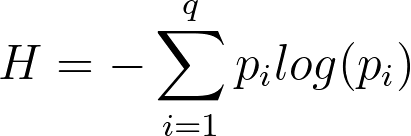 H = -\sum_{i=1}^{q} p_i log(p_i)